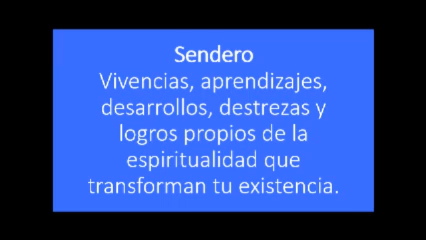 Sendero
Vivencias, aprendizajes,
desarrollos, destrezas y
logros propios de la
espiritualidad que
transforman tu existencia.